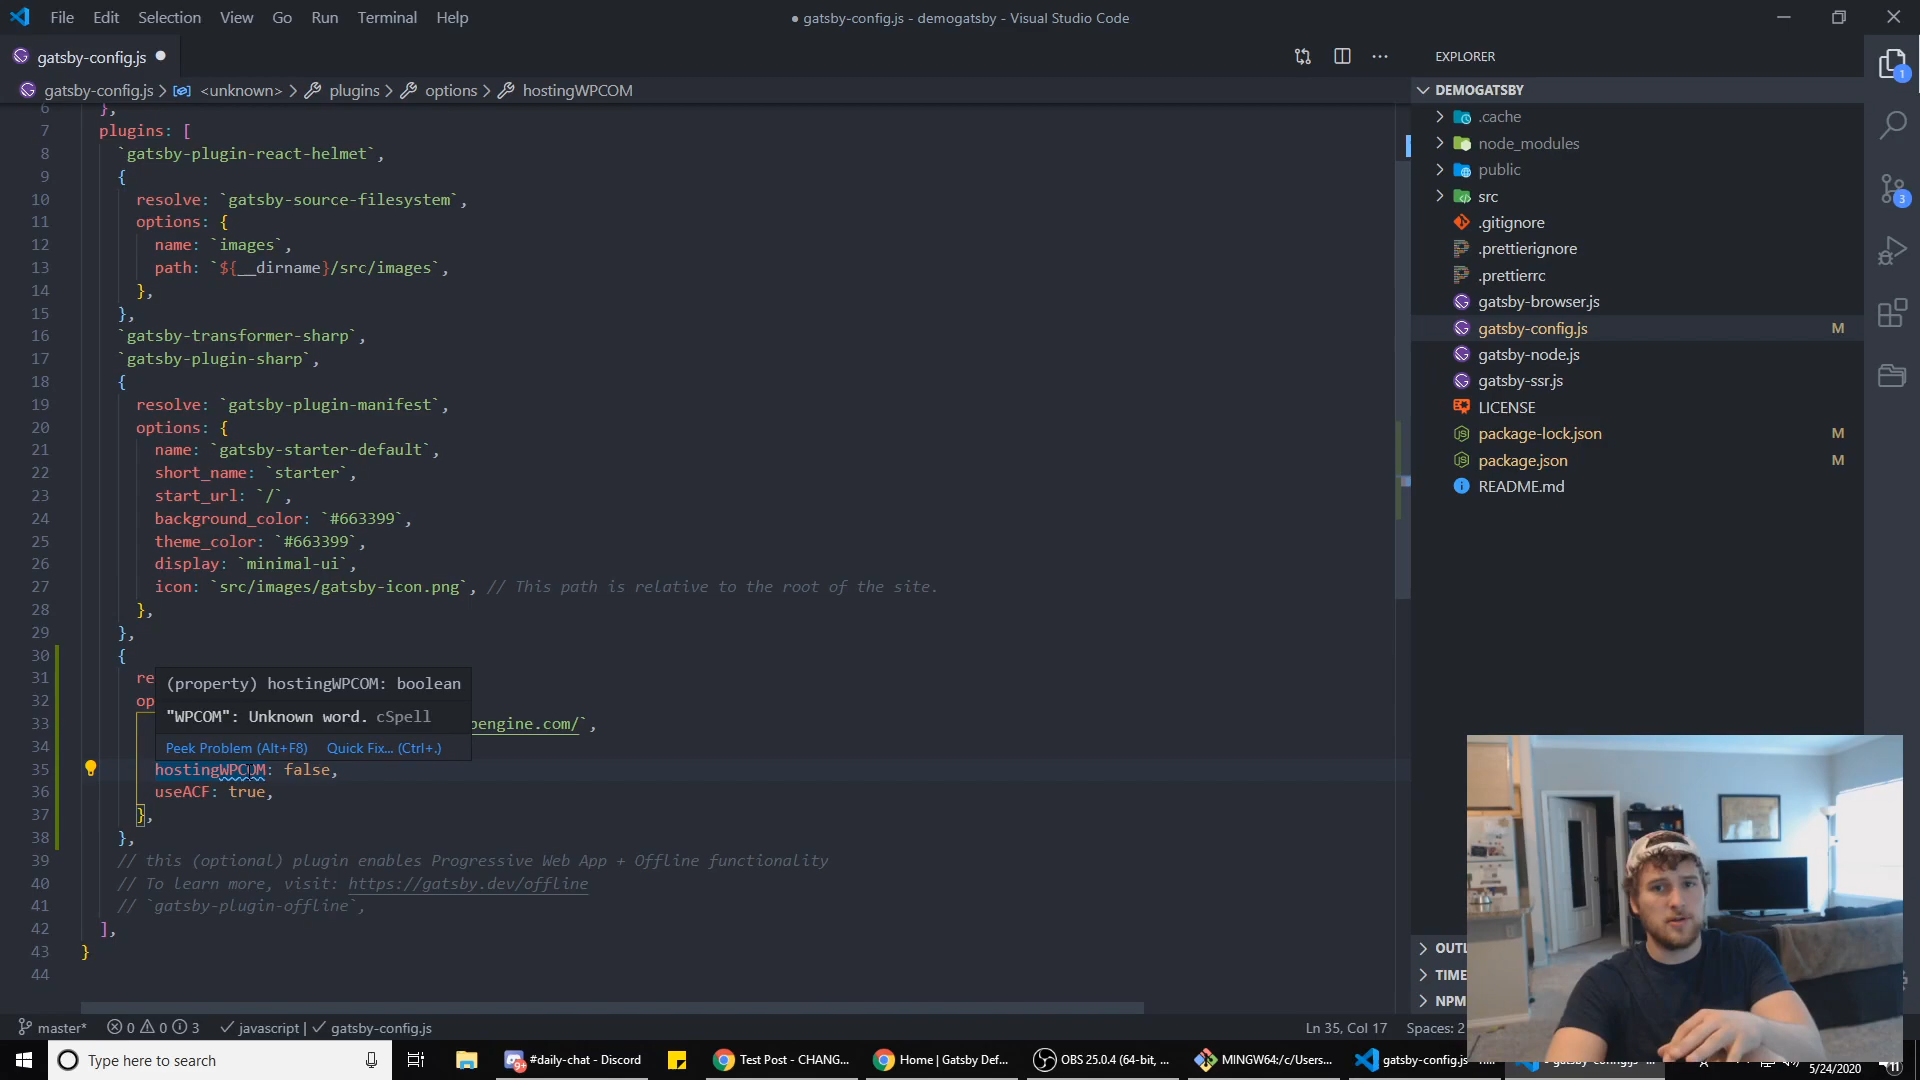 File Edit Selection View Go Run Terminal Help
● gatsby-config.js - demogatsby - Visual Studio Code
gatsby-config.js ●
gatsby-config.js > <unknown> > plugins > options > hostingWPCOM
6 },
7 plugins: [
8 `gatsby-plugin-react-helmet`,
9 {
10 resolve: `gatsby-source-filesystem`,
11 options: {
12 name: `images`,
13 path: `${__dirname}/src/images`,
14 },
15 },
16 `gatsby-transformer-sharp`,
17 `gatsby-plugin-sharp`,
18 {
19 resolve: `gatsby-plugin-manifest`,
20 options: {
21 name: `gatsby-starter-default`,
22 short_name: `starter`,
23 start_url: `/`,
24 background_color: `#663399`,
25 theme_color: `#663399`,
26 display: `minimal-ui`,
27 icon: `src/images/gatsby-icon.png`, // This path is relative to the root of the site.
28 },
29 },
30 {
31 re
32 op
33 pengine.com/`,
34
35 hostingWPCOM: false,
36 useACF: true,
37 },
38 },
39 // this (optional) plugin enables Progressive Web App + Offline functionality
40 // To learn more, visit: https://gatsby.dev/offline
41 // `gatsby-plugin-offline`,
42 ],
43 }
44
(property) hostingWPCOM: boolean
"WPCOM": Unknown word. cSpell
Peek Problem (Alt+F8) Quick Fix... (Ctrl+.)
EXPLORER
DEMOGATSBY
.cache
node_modules
public
src
.gitignore
.prettierignore
.prettierrc
gatsby-browser.js
gatsby-config.js M
gatsby-node.js
gatsby-ssr.js
LICENSE
package-lock.json M
package.json M
README.md
OUTL
TIME
NPM
1
3
master* 0 0 3 javascript | gatsby-config.js
Ln 35, Col 17 Spaces: 2
Type here to search
#daily-chat - Discord
9+
Test Post - CHANG...
Home | Gatsby Def...
OBS 25.0.4 (64-bit, ...
MINGW64:/c/Users...
gatsby-config.js
5/24/2020
11